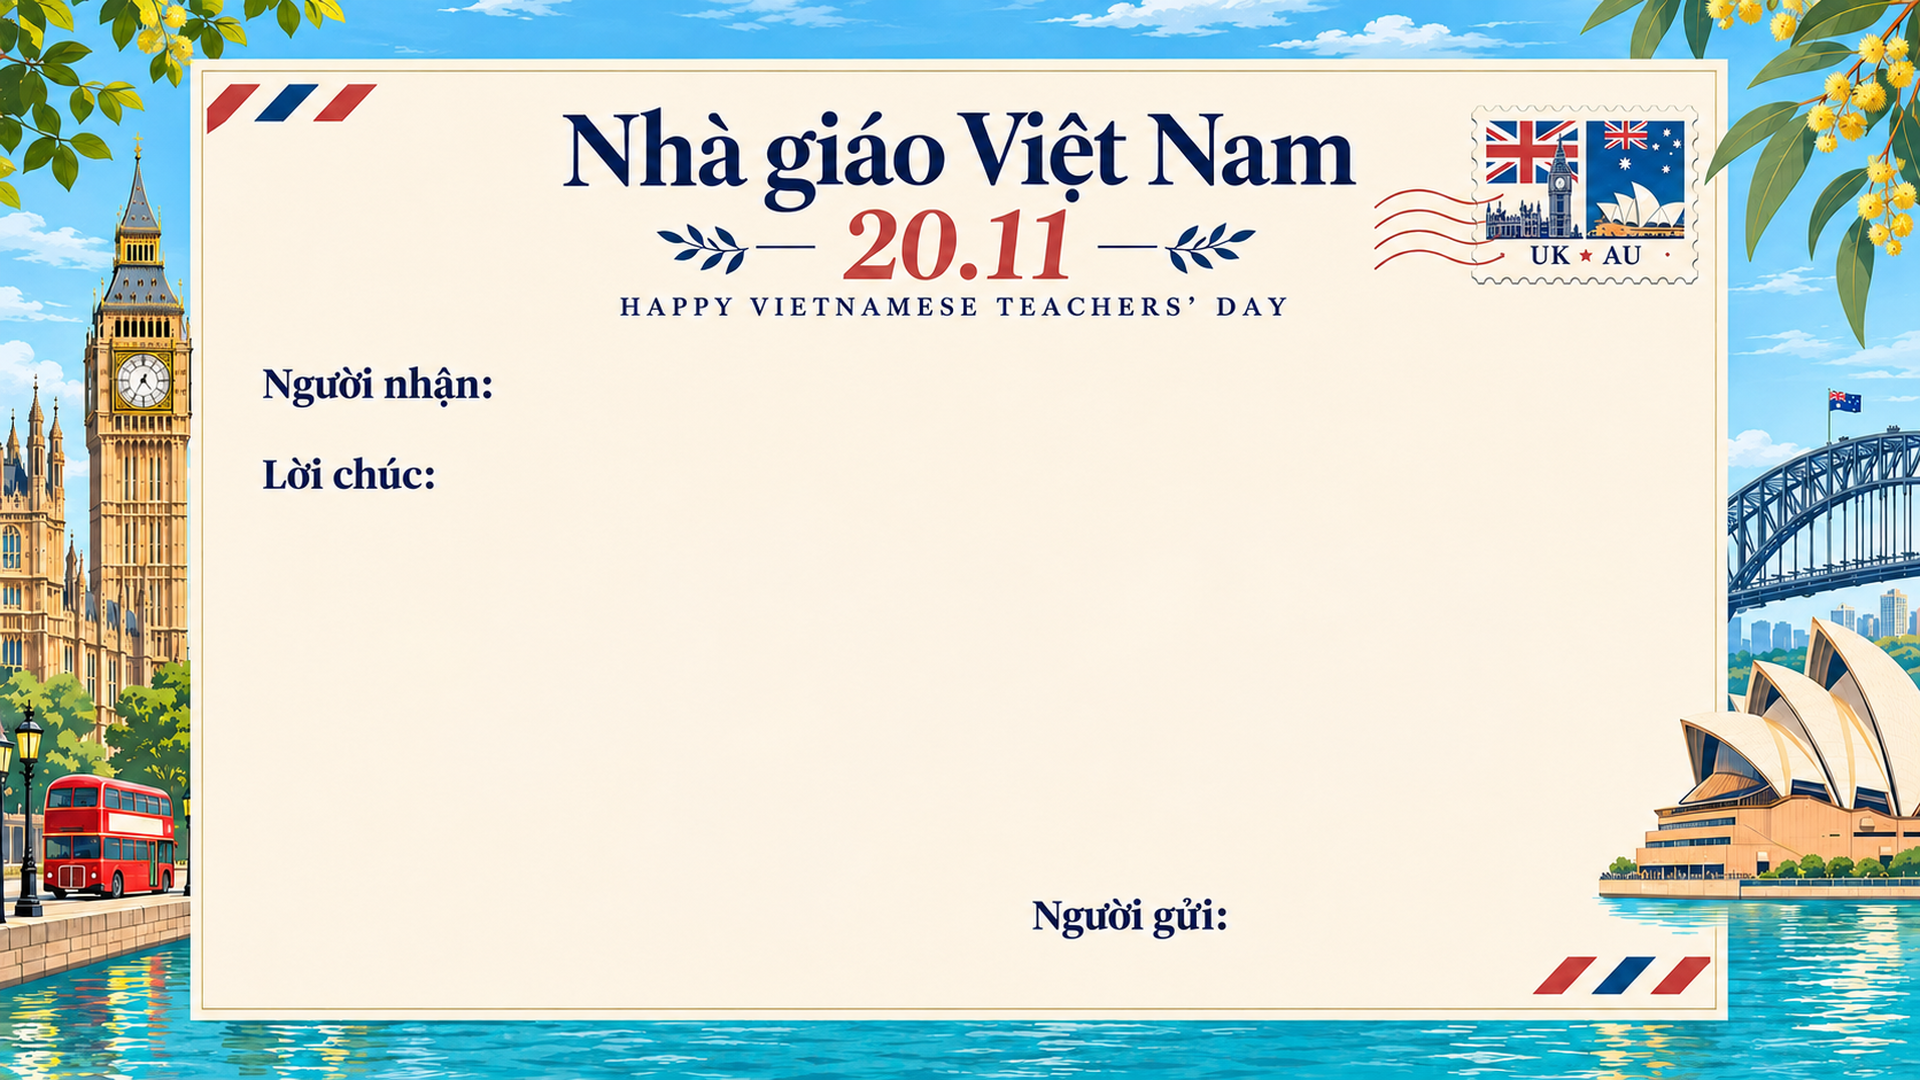 Nhà giáo Việt Nam
20.11
HAPPY VIETNAMESE TEACHERS’ DAY
UK ★ AU
Người nhận:
Lời chúc:
Người gửi: